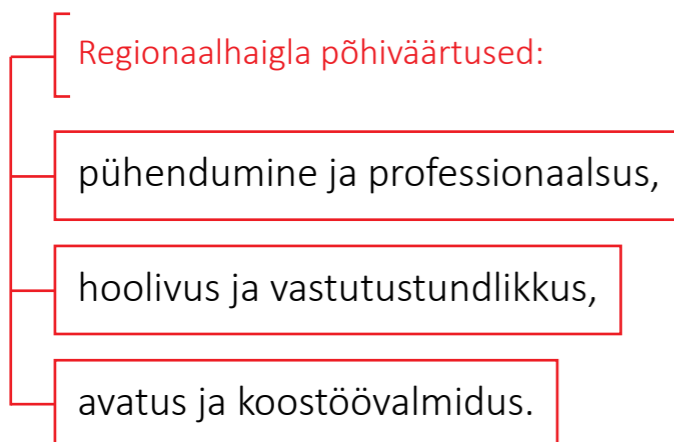 Regionaalhaigla põhiväärtused:
pühendumine ja professionaalsus,
hoolivus ja vastutustundlikkus,
avatus ja koostöövalmidus.